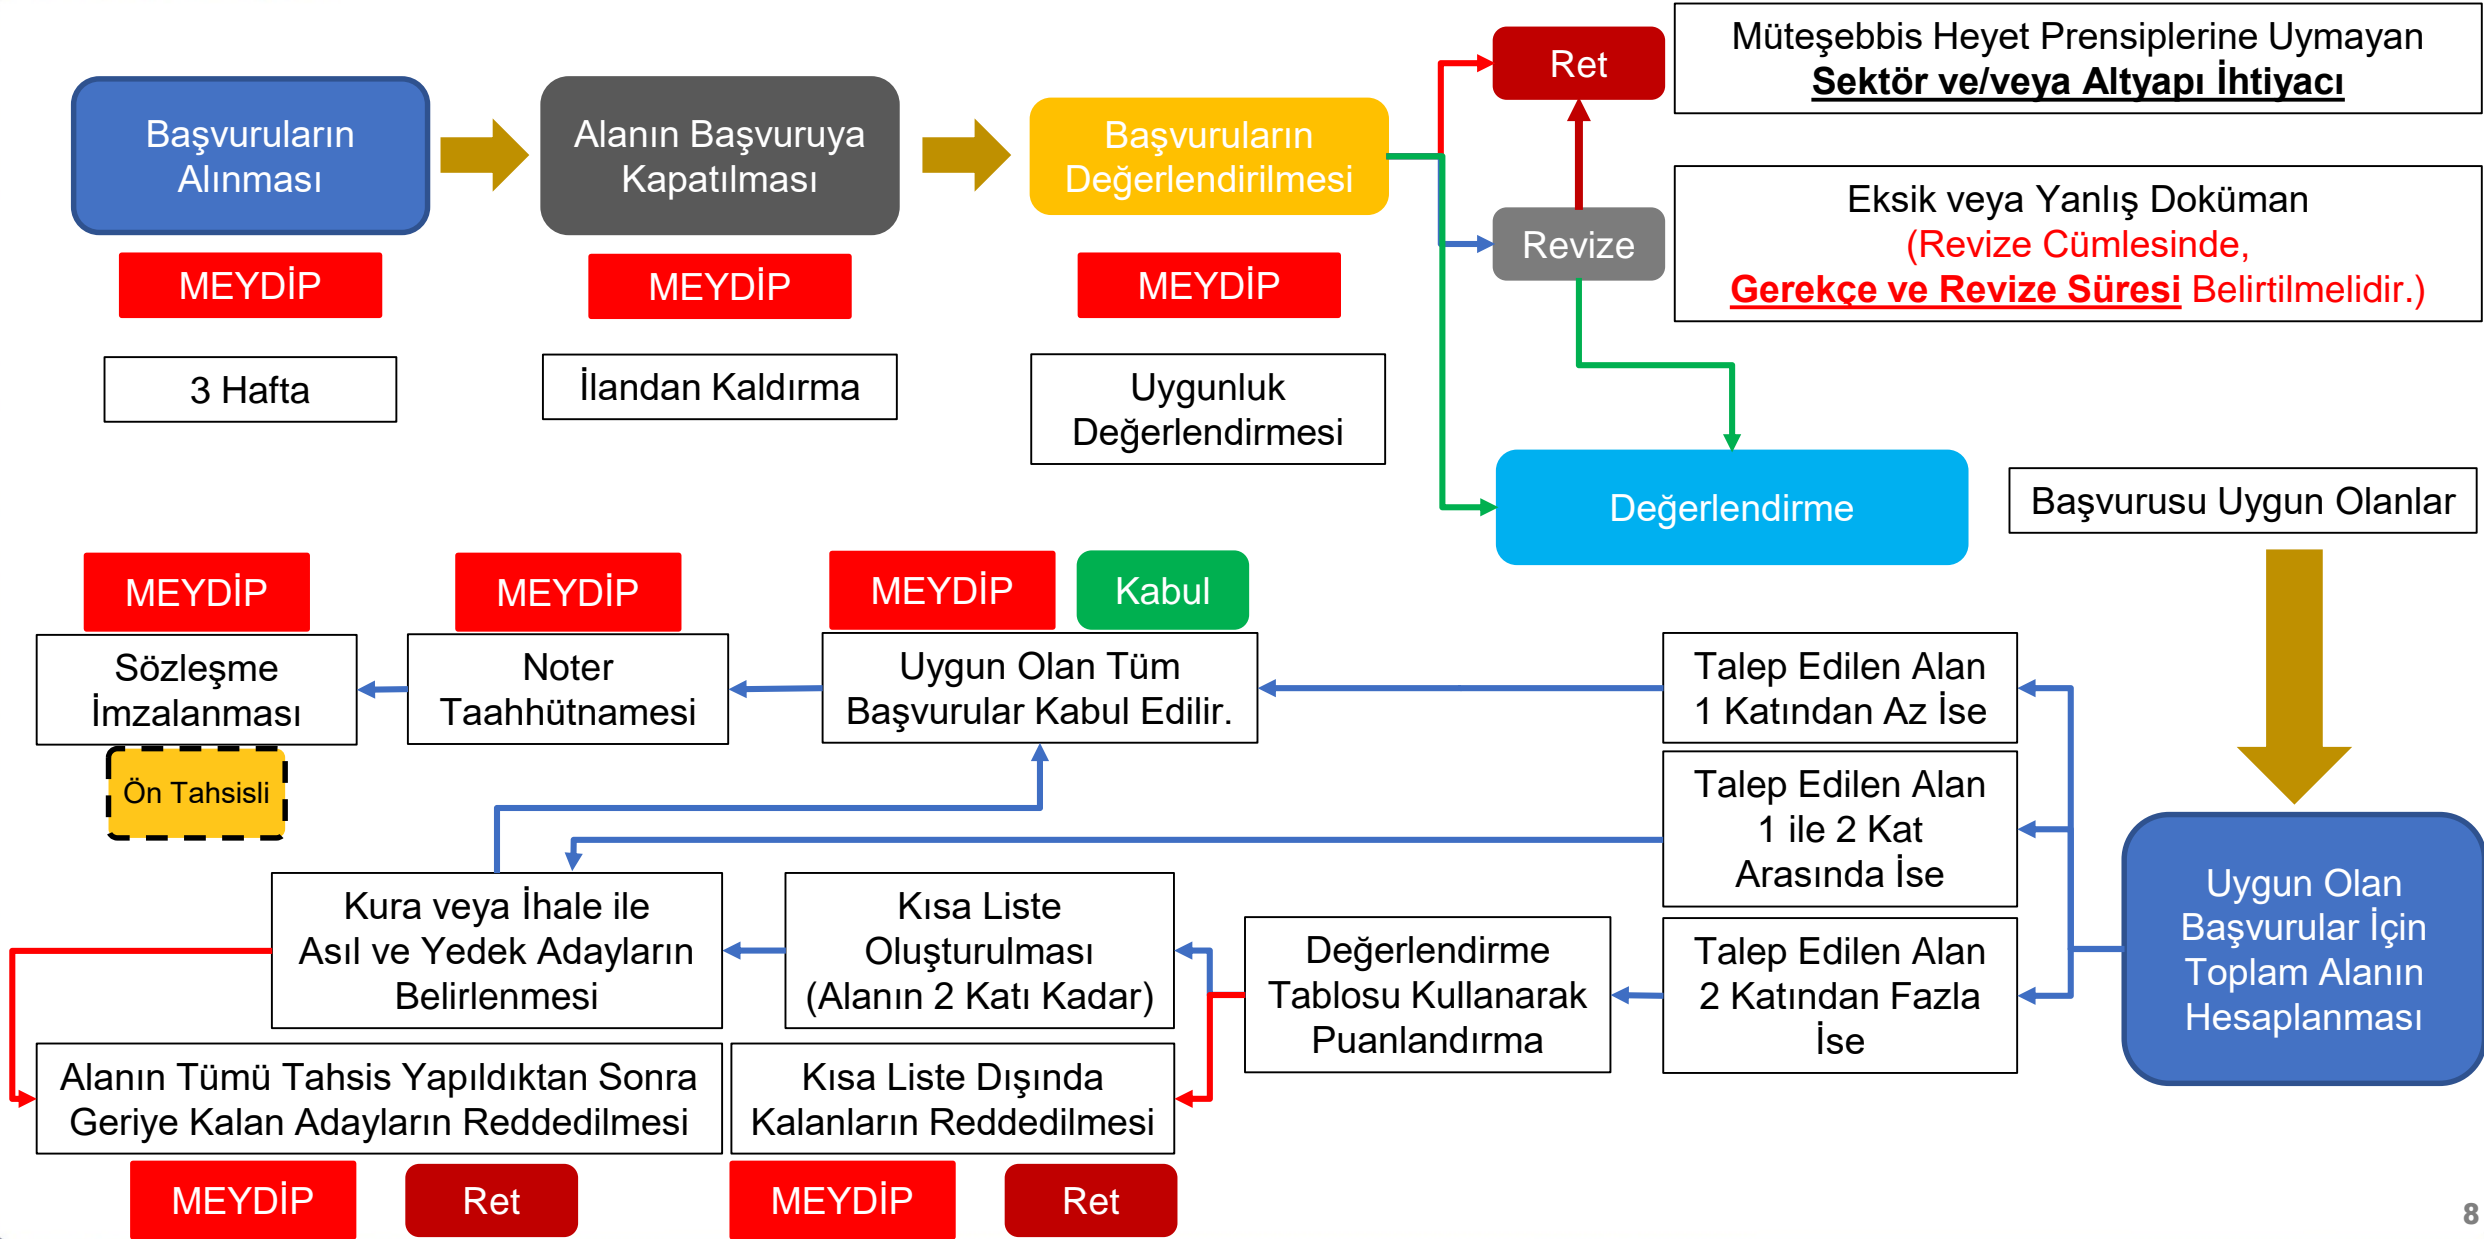 Başvuruların
Alınması
MEYDİP
3 Hafta
Alanın Başvuruya
Kapatılması
MEYDİP
İlandan Kaldırma
Başvuruların
Değerlendirilmesi
MEYDİP
Uygunluk
Değerlendirmesi
Ret
Müteşebbis Heyet Prensiplerine Uymayan
Sektör ve/veya Altyapı İhtiyacı
Revize
Eksik veya Yanlış Doküman
(Revize Cümlesinde,
Gerekçe ve Revize Süresi Belirtilmelidir.)
Değerlendirme
Başvurusu Uygun Olanlar
Uygun Olan
Başvurular İçin
Toplam Alanın
Hesaplanması
Talep Edilen Alan
1 Katından Az İse
Talep Edilen Alan
1 ile 2 Kat
Arasında İse
Talep Edilen Alan
2 Katından Fazla
İse
MEYDİP
Kabul
Uygun Olan Tüm
Başvurular Kabul Edilir.
MEYDİP
Noter
Taahhütnamesi
MEYDİP
Sözleşme
İmzalanması
Ön Tahsisli
Değerlendirme
Tablosu Kullanarak
Puanlandırma
Kısa Liste
Oluşturulması
(Alanın 2 Katı Kadar)
Kura veya İhale ile
Asıl ve Yedek Adayların
Belirlenmesi
Alanın Tümü Tahsis Yapıldıktan Sonra
Geriye Kalan Adayların Reddedilmesi
MEYDİP
Ret
Kısa Liste Dışında
Kalanların Reddedilmesi
MEYDİP
Ret
8